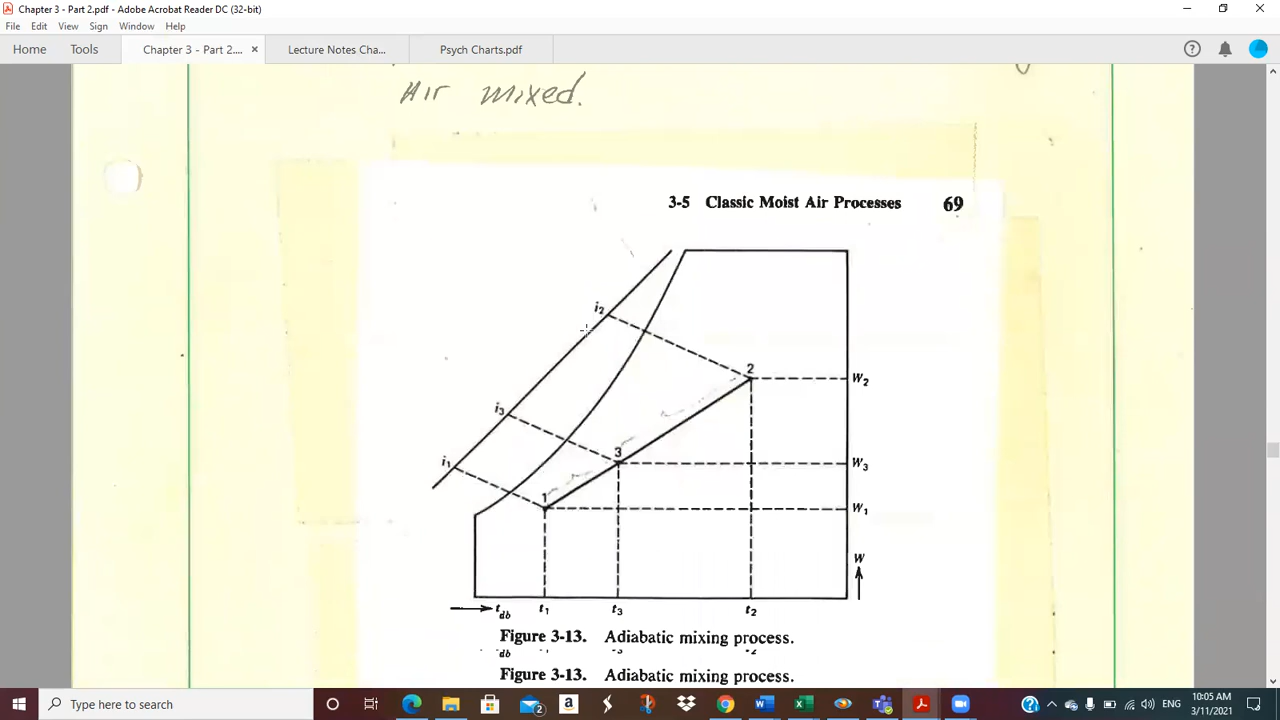 Chapter 3 - Part 2.pdf - Adobe Acrobat Reader DC (32-bit)
File Edit View Sign Window Help
Home Tools Chapter 3 - Part 2.... × Lecture Notes Cha... Psych Charts.pdf
Air mixed.
3-5 Classic Moist Air Processes 69
i2
i3
i1
2
3
1
W2
W3
W1
W
tdb t1 t3 t2
Figure 3-13. Adiabatic mixing process.
Figure 3-13. Adiabatic mixing process.
Type here to search
2
10:05 AM
3/11/2021